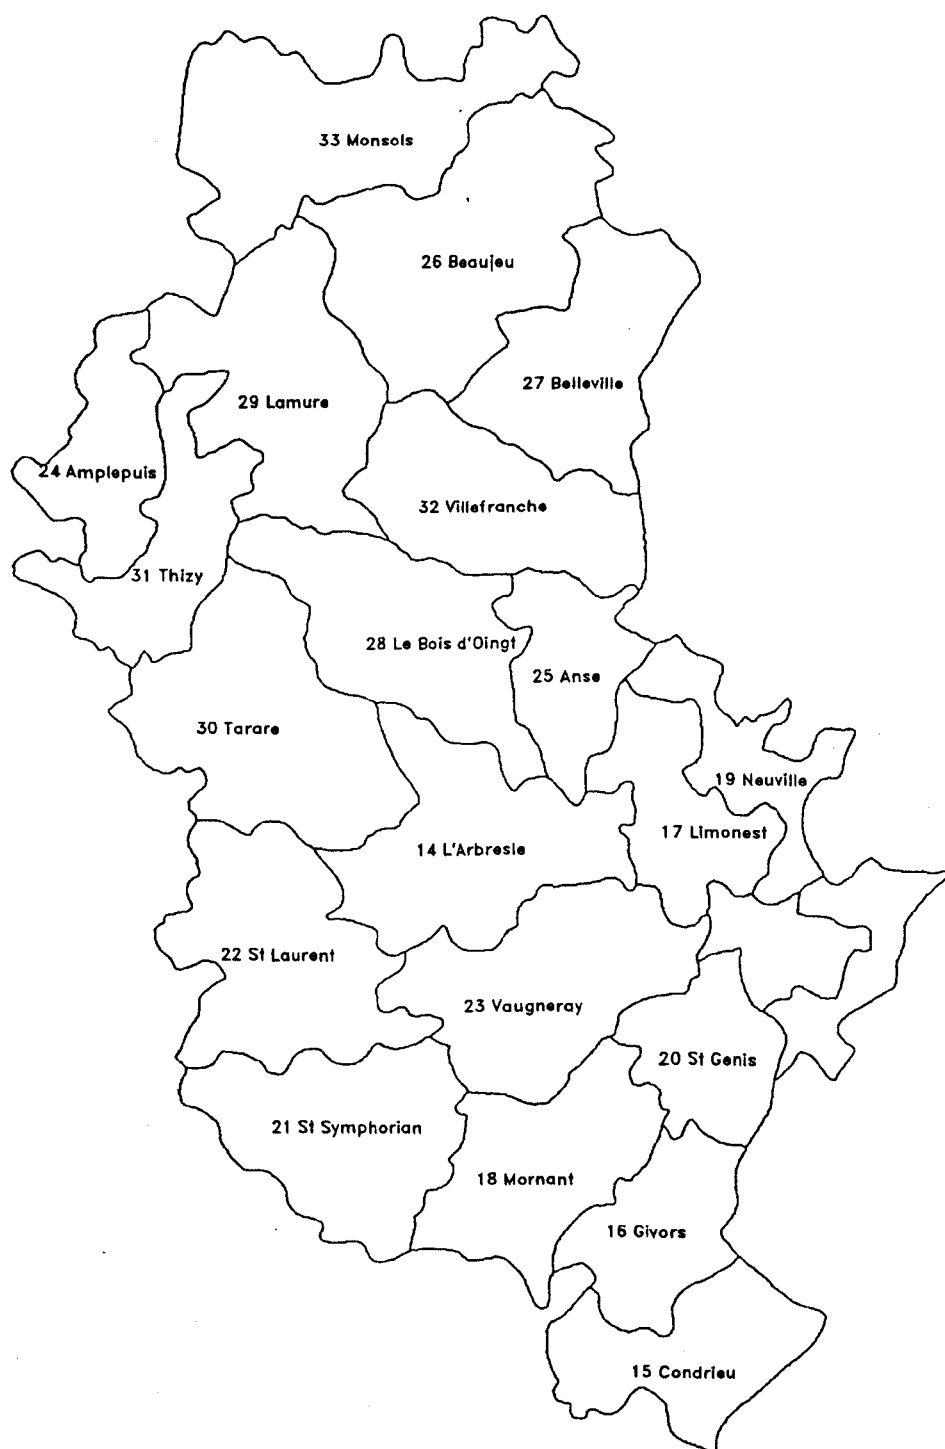 33 Monsols
26 Beaujeu
27 Belleville
29 Lamure
24 Amplepuis
32 Villefranche
31 Thizy
28 Le Bois d'Oingt
25 Anse
30 Tarare
19 Neuville
17 Limonest
14 L'Arbresle
22 St Laurent
23 Vaugneray
20 St Genis
21 St Symphorian
18 Mornant
16 Givors
15 Condrieu